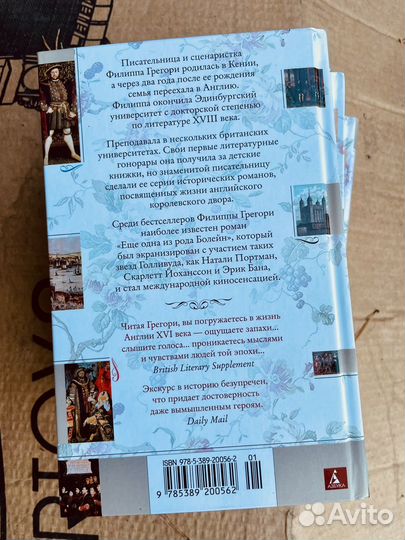 Писательница и сценаристка
Филиппа Грегори родилась в Кении,
а через два года после ее рождения
семья переехала в Англию.
Филиппа окончила Эдинбургский
университет с докторской степенью
по литературе XVIII века.
Преподавала в нескольких британских
университетах. Свои первые литературные
гонорары она получила за детские
книжки, но знаменитой писательницу
сделали ее серии исторических романов,
посвященных жизни английского
королевского двора.
Среди бестселлеров Филиппы Грегори
наиболее известен роман
«Еще одна из рода Болейн», который
был экранизирован с участием таких
звезд Голливуда, как Натали Портман,
Скарлетт Йоханссон и Эрик Бана,
и стал международной киносенсацией.
Читая Грегори, вы погружаетесь в жизнь
Англии XVI века — ощущаете запахи...
слышите голоса... проникаетесь мыслями
и чувствами людей той эпохи...
British Literary Supplement
Экскурс в историю безупречен,
что придает достоверность
даже вымышленным героям.
Daily Mail
ISBN 978-5-389-20056-2
01
9 785389 200562
АЗБУКА
Avito